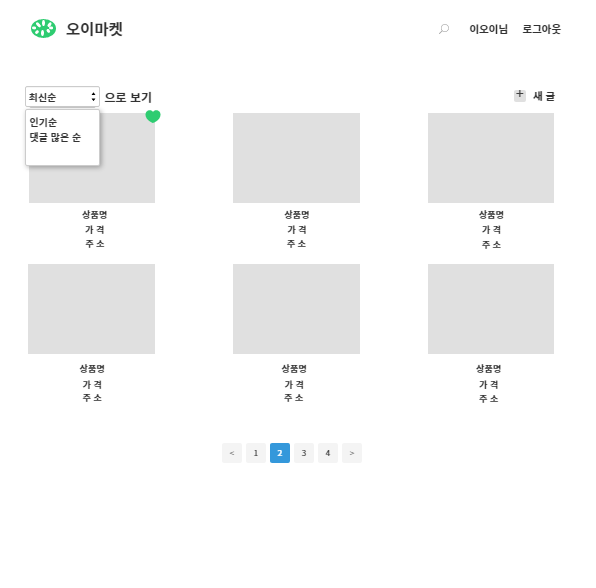 오이마켓
이오이님 로그아웃
최신순 으로 보기
+ 새 글
인기순
댓글 많은 순
상품명 상품명 상품명
가 격 가 격 가 격
주 소 주 소 주 소
상품명 상품명 상품명
가 격 가 격 가 격
주 소 주 소 주 소
< 1 2 3 4 >